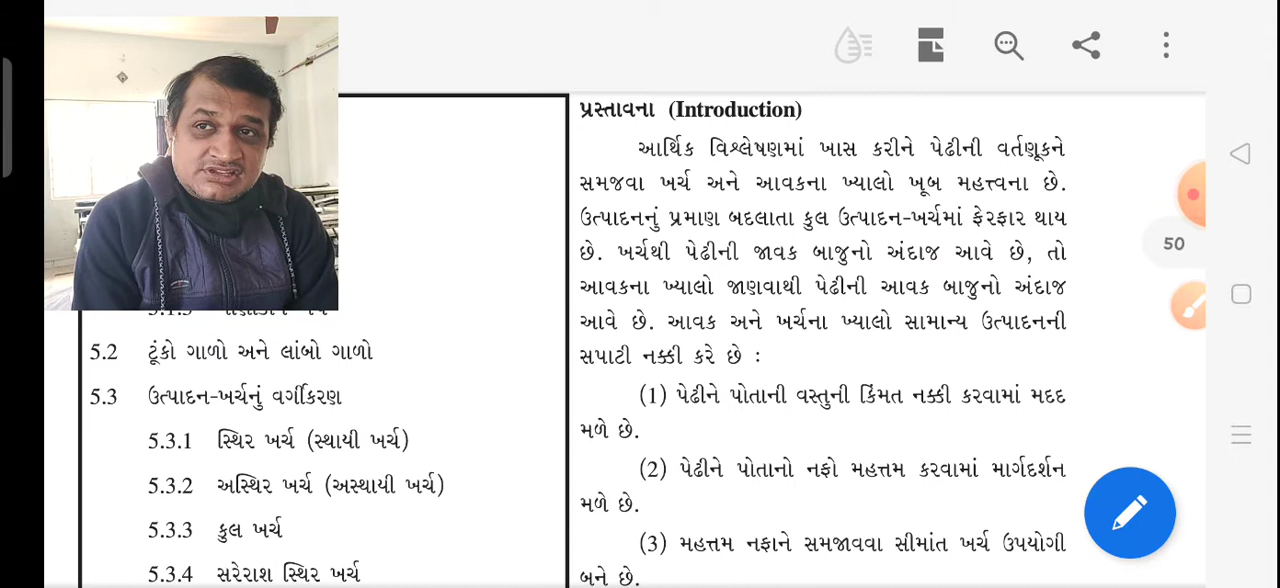 5.2 ટૂંકો ગાળો અને લાંબો ગાળો
5.3 ઉત્પાદન-ખર્ચનું વર્ગીકરણ
5.3.1 સ્થિર ખર્ચ (સ્થાયી ખર્ચ)
5.3.2 અસ્થિર ખર્ચ (અસ્થાયી ખર્ચ)
5.3.3 કુલ ખર્ચ
5.3.4 સરેરાશ સ્થિર ખર્ચ
પ્રસ્તાવના (Introduction)
આર્થિક વિશ્લેષણમાં ખાસ કરીને પેઢીની વર્તણૂકને
સમજવા ખર્ચ અને આવકના ખ્યાલો ખૂબ મહત્ત્વના છે.
ઉત્પાદનનું પ્રમાણ બદલાતા કુલ ઉત્પાદન-ખર્ચમાં ફેરફાર થાય
છે. ખર્ચથી પેઢીની જાવક બાજુનો અંદાજ આવે છે, તો
આવકના ખ્યાલો જાણવાથી પેઢીની આવક બાજુનો અંદાજ
આવે છે. આવક અને ખર્ચના ખ્યાલો સામાન્ય ઉત્પાદનની
સપાટી નક્કી કરે છે :
(1) પેઢીને પોતાની વસ્તુની કિંમત નક્કી કરવામાં મદદ
મળે છે.
(2) પેઢીને પોતાનો નફો મહત્તમ કરવામાં માર્ગદર્શન
મળે છે.
(3) મહત્તમ નફાને સમજાવવા સીમાંત ખર્ચ ઉપયોગી
બને છે.
50